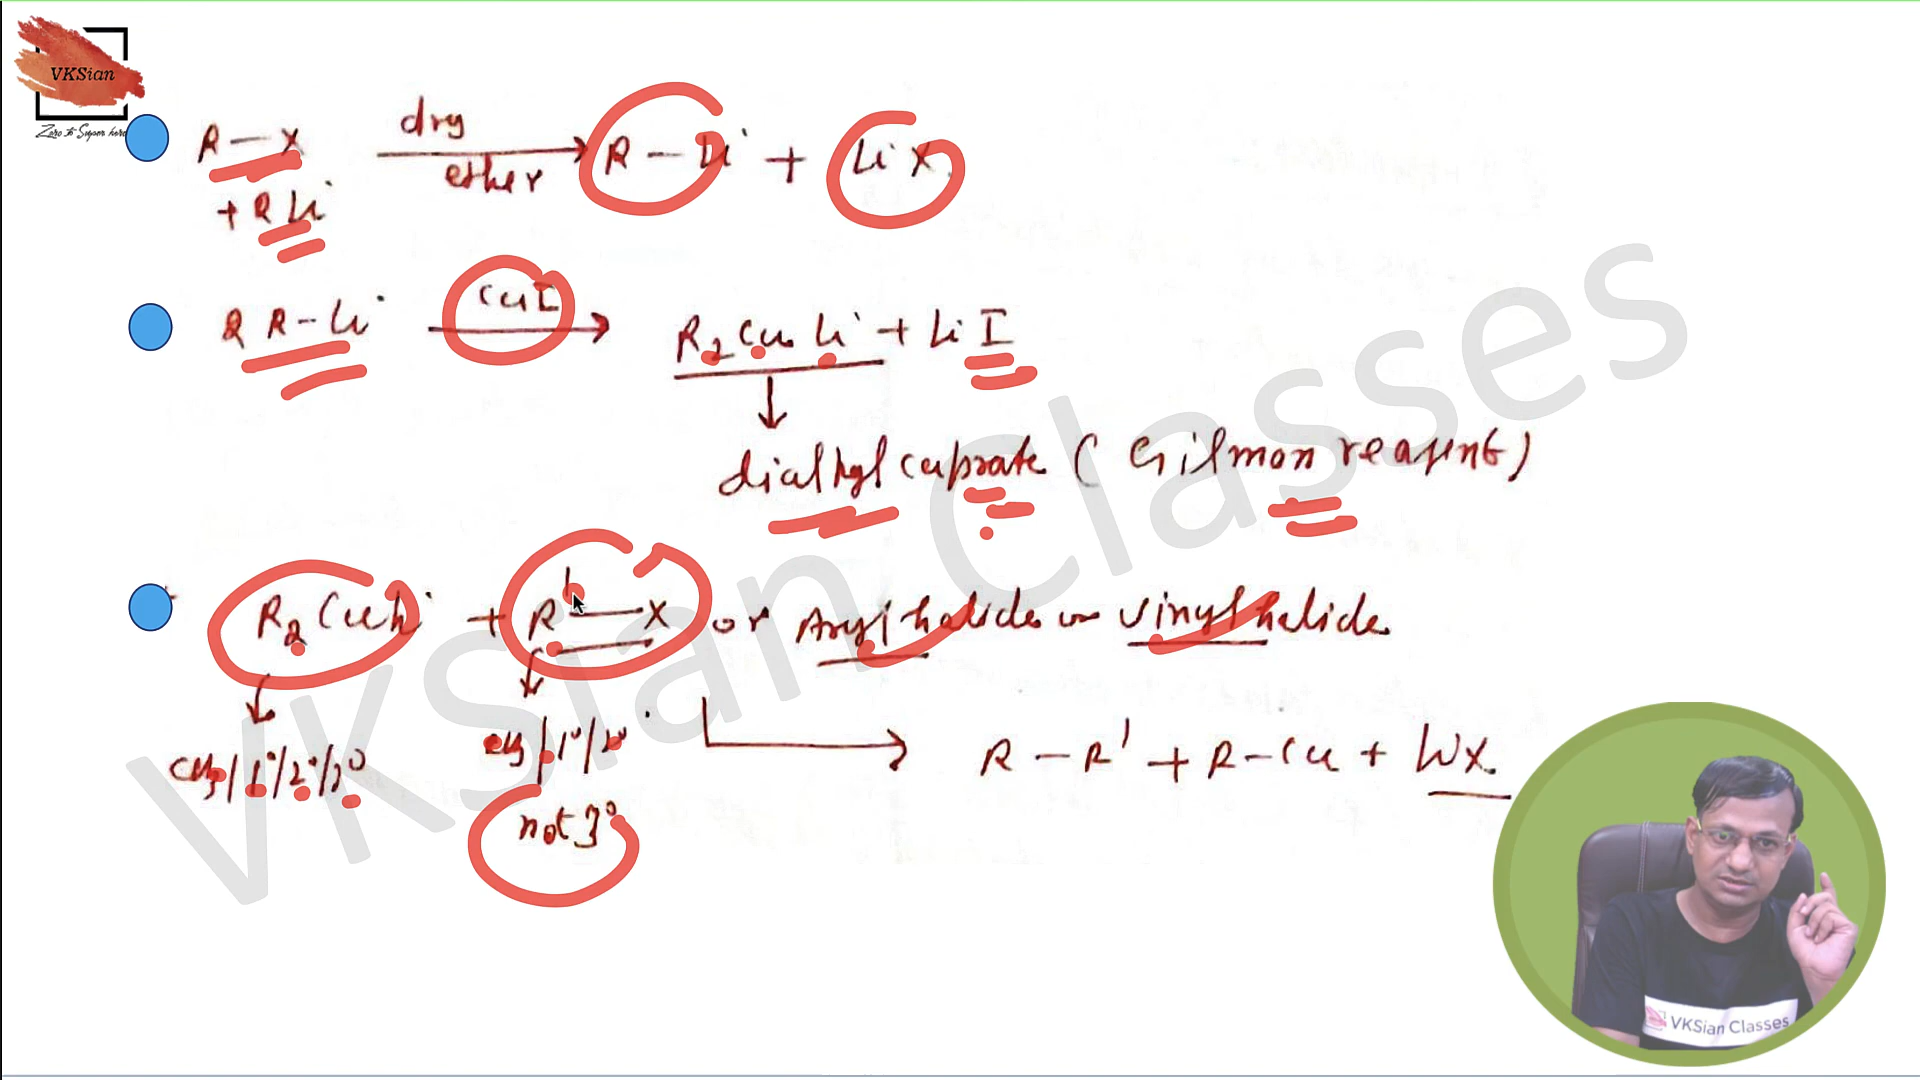 VKSian
Zero to Super hero
R — X dry ether → R — Li + LiX
+ 2Li
2 R-Li CuI → R2CuLi + LiI
↓
dialkyl cuprate ( Gilmon reagent)
R2CuLi + R' — X or Aryl halide or vinyl halide
CH3/1°/2°/3° CH3/1°/2° → R — R' + R-Cu + LiX
not 3°
VKSian Classes
VKSian Classes